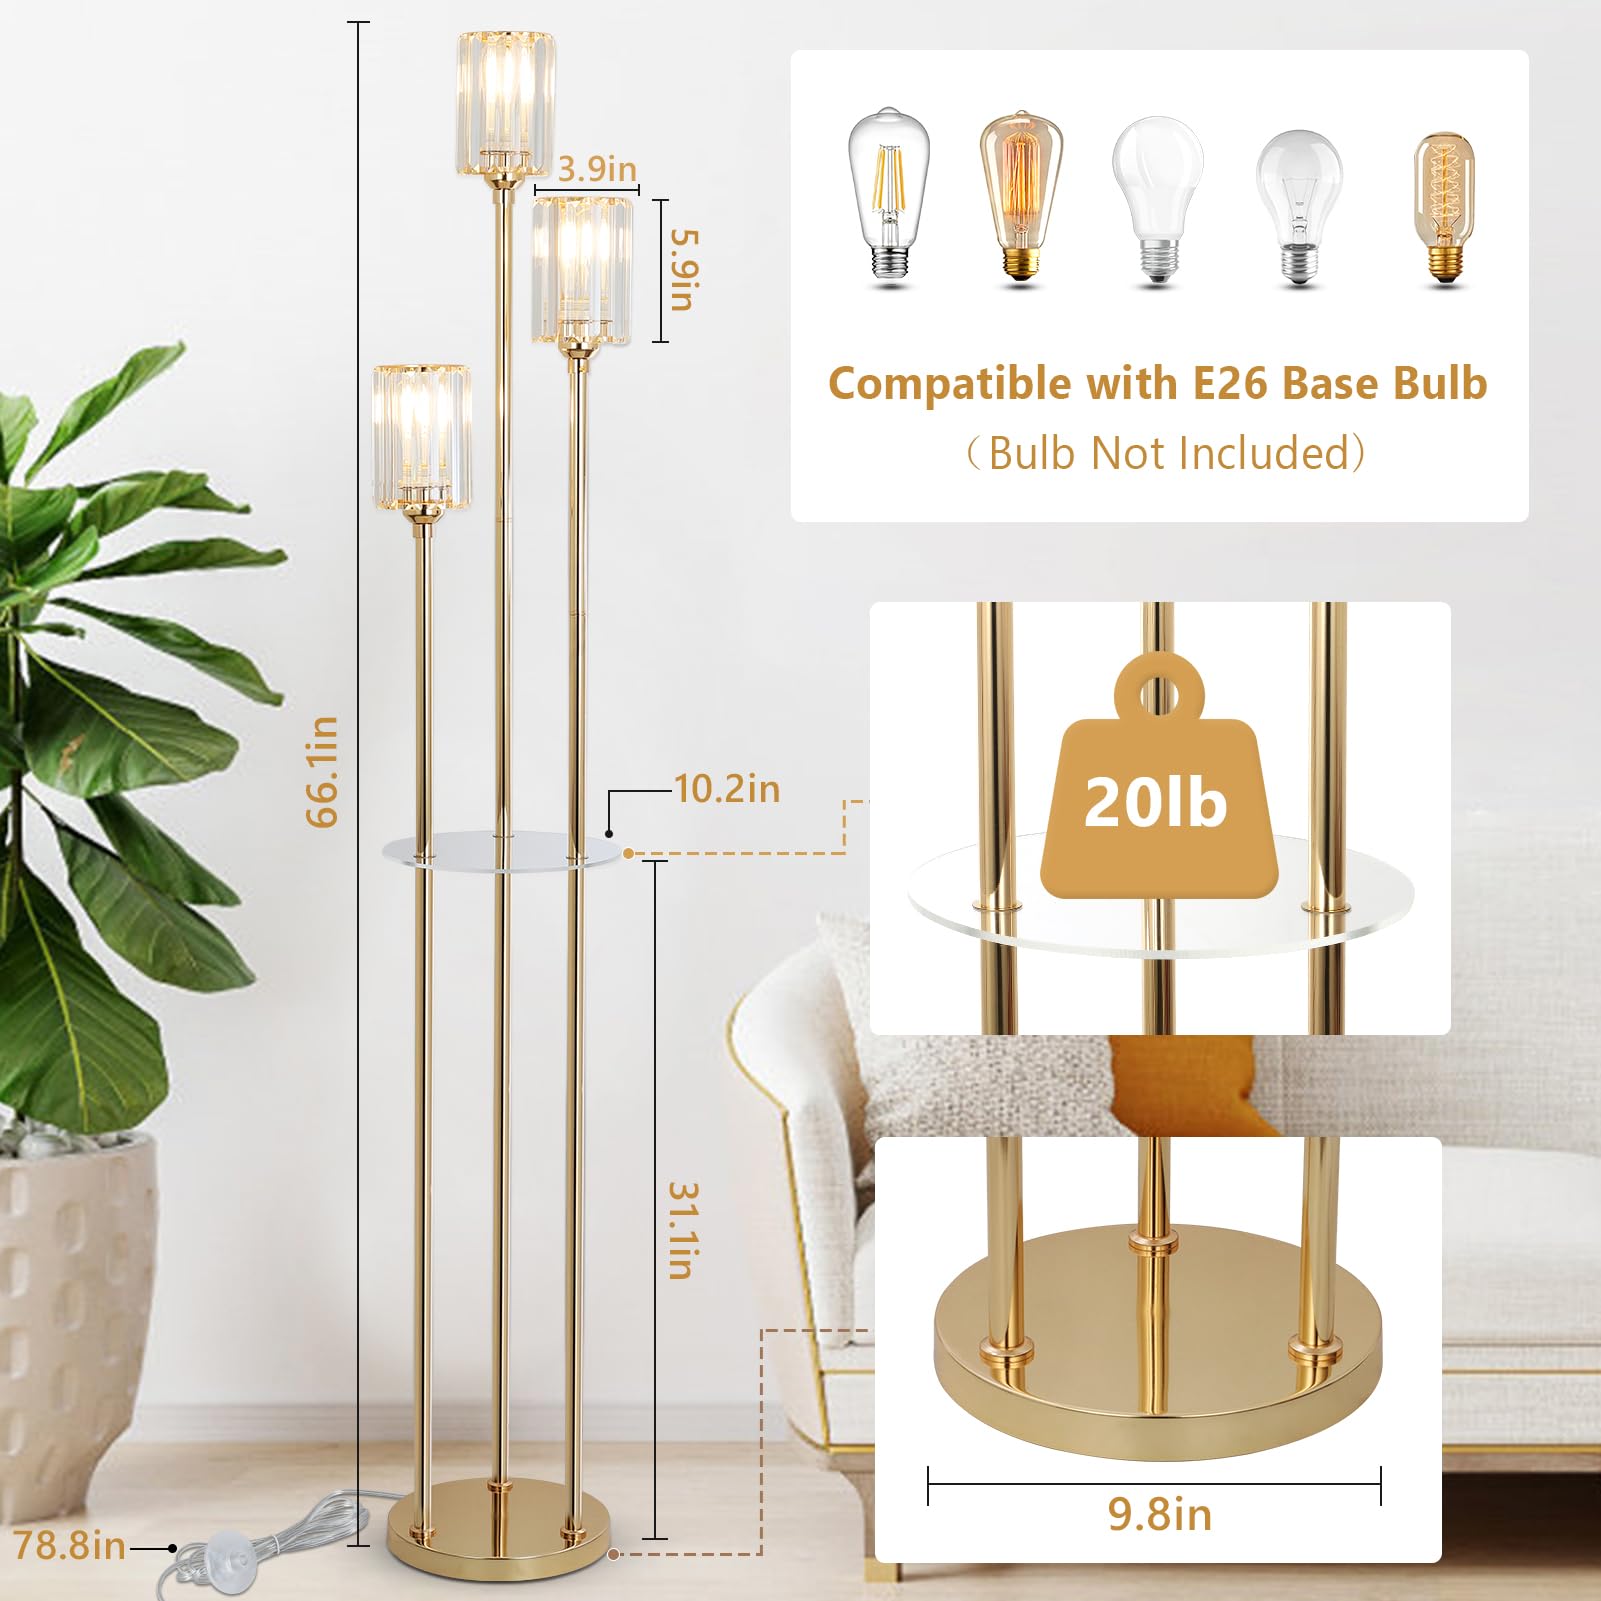 3.9in
5.9in
Compatible with E26 Base Bulb
（Bulb Not Included）
66.1in
10.2in
20lb
31.1in
9.8in
78.8in